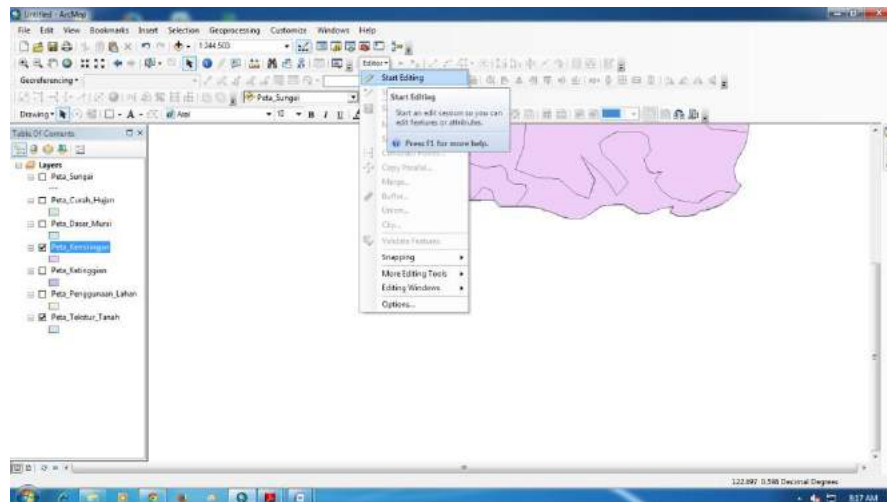 Untitled - ArcMap
File Edit View Bookmarks Insert Selection Geoprocessing Customize Windows Help
1:344,503
Editor
Georeferencing
Peta_Sungai
Drawing
A
Arial
10
B I U
Start Editing
Start Editing
Start an edit session so you can
edit features or attributes.
Press F1 for more help.
Copy Parallel...
Merge...
Buffer...
Union...
Clip...
Validate Features
Snapping
More Editing Tools
Editing Windows
Options...
Table Of Contents
Layers
Peta_Sungai
Peta_Curah_Hujan
Peta_Dasar_Mursi
Peta_Kemiringan
Peta_Ketinggian
Peta_Penggunaan_Lahan
Peta_Tekstur_Tanah
122.897 0.598 Decimal Degrees
8:17 AM